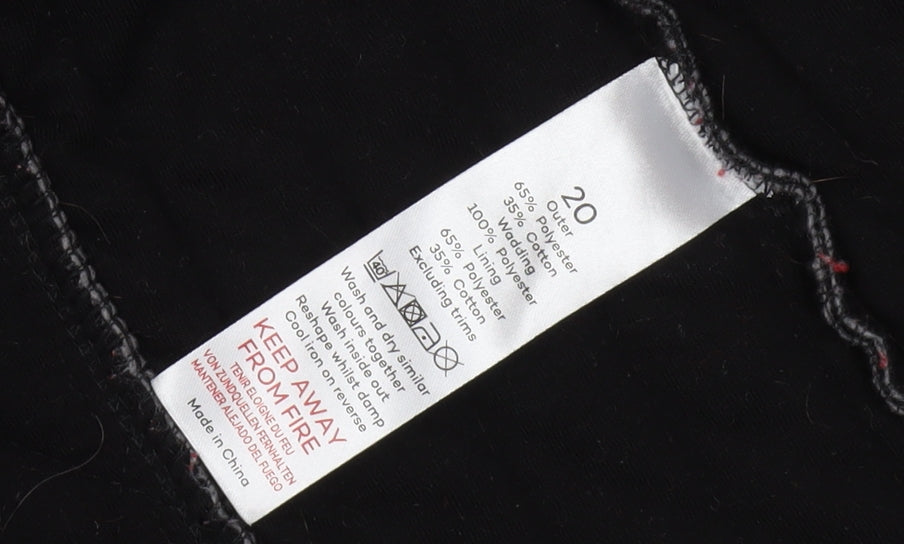 20
Outer
65% Polyester
35% Cotton
Wadding
100% Polyester
Lining
65% Polyester
35% Cotton
Excluding trims
40
Wash and dry similar
colours together
Wash inside out
Reshape whilst damp
Cool iron on reverse
KEEP AWAY
FROM FIRE
TENIR ELOIGNE DU FEU
VON ZUNDQUELLEN FERNHALTEN
MANTENER ALEJADO DEL FUEGO
Made in China